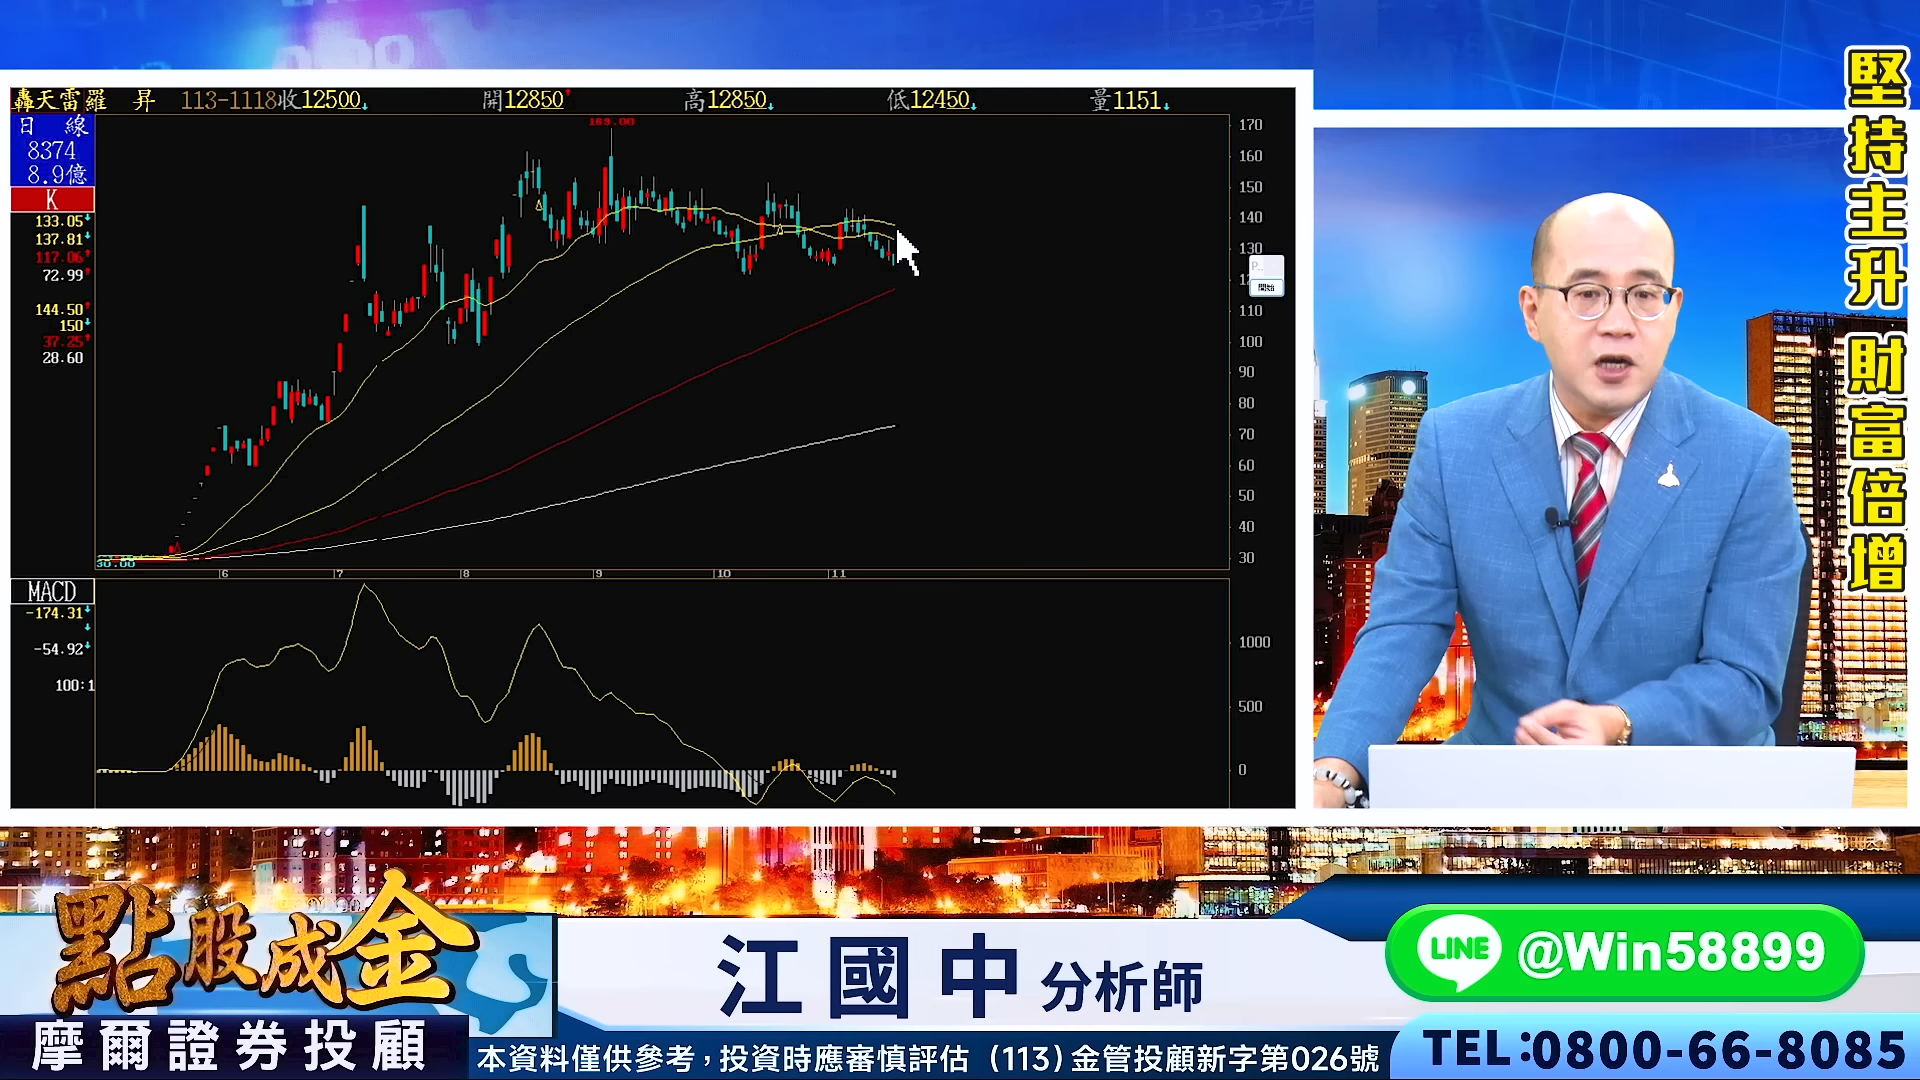 轟天雷羅 昇 113-1118收12500↓ 開12850↑ 高12850↓ 低12450↓ 量1151↓
日 線
8374
8.9億
K
133.05↓
137.81↓
117.06↑
72.99↑
144.50↑
150↓
37.25↑
28.60
169.00
30.00
170
160
150
140
130
110
100
90
80
70
60
50
40
30
P..
開始
6 7 8 9 10 11
MACD
-174.31↓
↓
-54.92↓
100:1
1000
500
0
堅持主升 財富倍增
點股成金
摩爾證券投顧
江國中 分析師
本資料僅供參考，投資時應審慎評估（113）金管投顧新字第026號
LINE @Win58899
TEL:0800-66-8085